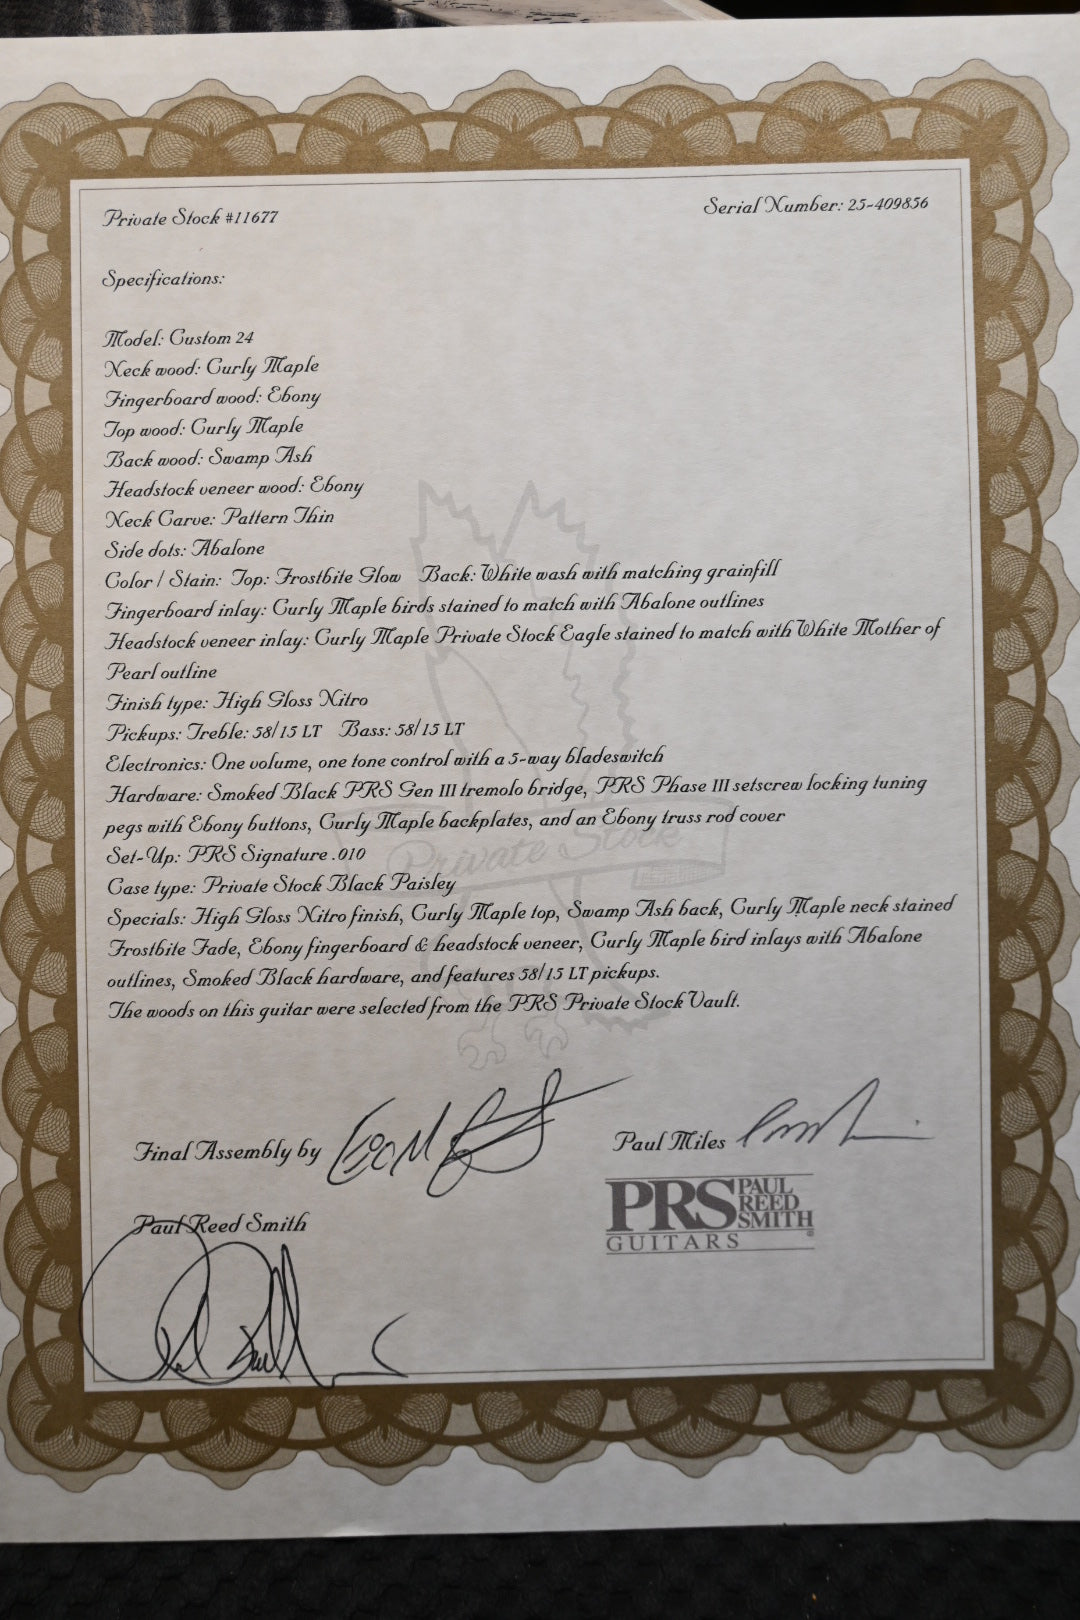 Private Stock #11677
Serial Number: 25-409856
Specifications:
Model: Custom 24
Neck wood: Curly Maple
Fingerboard wood: Ebony
Top wood: Curly Maple
Back wood: Swamp Ash
Headstock veneer wood: Ebony
Neck Carve: Pattern Thin
Side dots: Abalone
Color / Stain: Top: Frostbite Glow Back: White wash with matching grainfill
Fingerboard inlay: Curly Maple birds stained to match with Abalone outlines
Headstock veneer inlay: Curly Maple Private Stock Eagle stained to match with White Mother of
Pearl outline
Finish type: High Gloss Nitro
Pickups: Treble: 58/15 LT Bass: 58/15 LT
Electronics: One volume, one tone control with a 5-way bladeswitch
Hardware: Smoked Black PRS Gen III tremolo bridge, PRS Phase III setscrew locking tuning
pegs with Ebony buttons, Curly Maple backplates, and an Ebony truss rod cover
Set-Up: PRS Signature .010
Private Stock
Case type: Private Stock Black Paisley
Specials: High Gloss Nitro finish, Curly Maple top, Swamp Ash back, Curly Maple neck stained
Frostbite Fade, Ebony fingerboard & headstock veneer, Curly Maple bird inlays with Abalone
outlines, Smoked Black hardware, and features 58/15 LT pickups.
The woods on this guitar were selected from the PRS Private Stock Vault.
Final Assembly by
Paul Miles
Paul Reed Smith
PRS PAUL REED SMITH
GUITARS